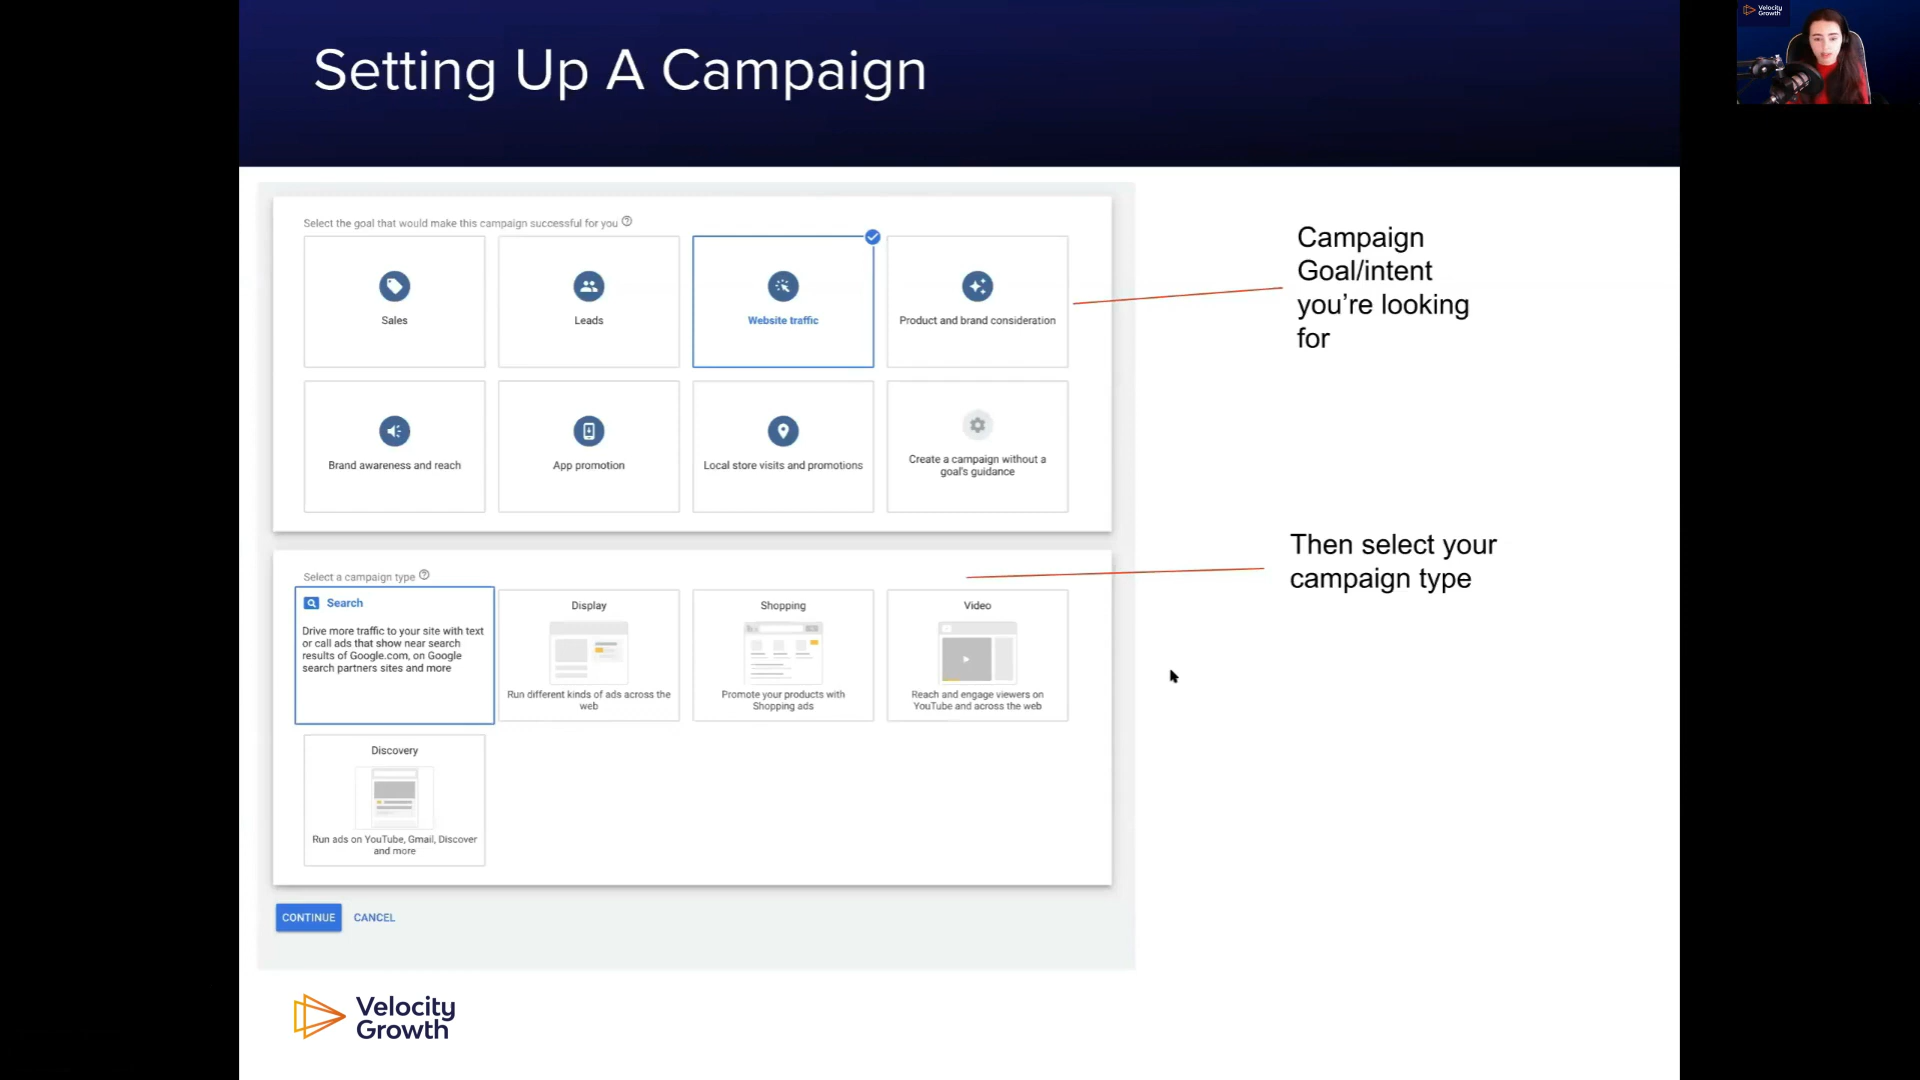 Setting Up A Campaign
Velocity
Growth
Select the goal that would make this campaign successful for you
Sales
Leads
Website traffic
Product and brand consideration
Brand awareness and reach
App promotion
Local store visits and promotions
Create a campaign without a
goal's guidance
Campaign
Goal/intent
you're looking
for
Select a campaign type
Then select your
campaign type
Search
Drive more traffic to your site with text
or call ads that show near search
results of Google.com, on Google
search partners sites and more
Display
Run different kinds of ads across the
web
Shopping
Promote your products with
Shopping ads
Video
Reach and engage viewers on
YouTube and across the web
Discovery
Run ads on YouTube, Gmail, Discover
and more
CONTINUE
CANCEL
Velocity
Growth